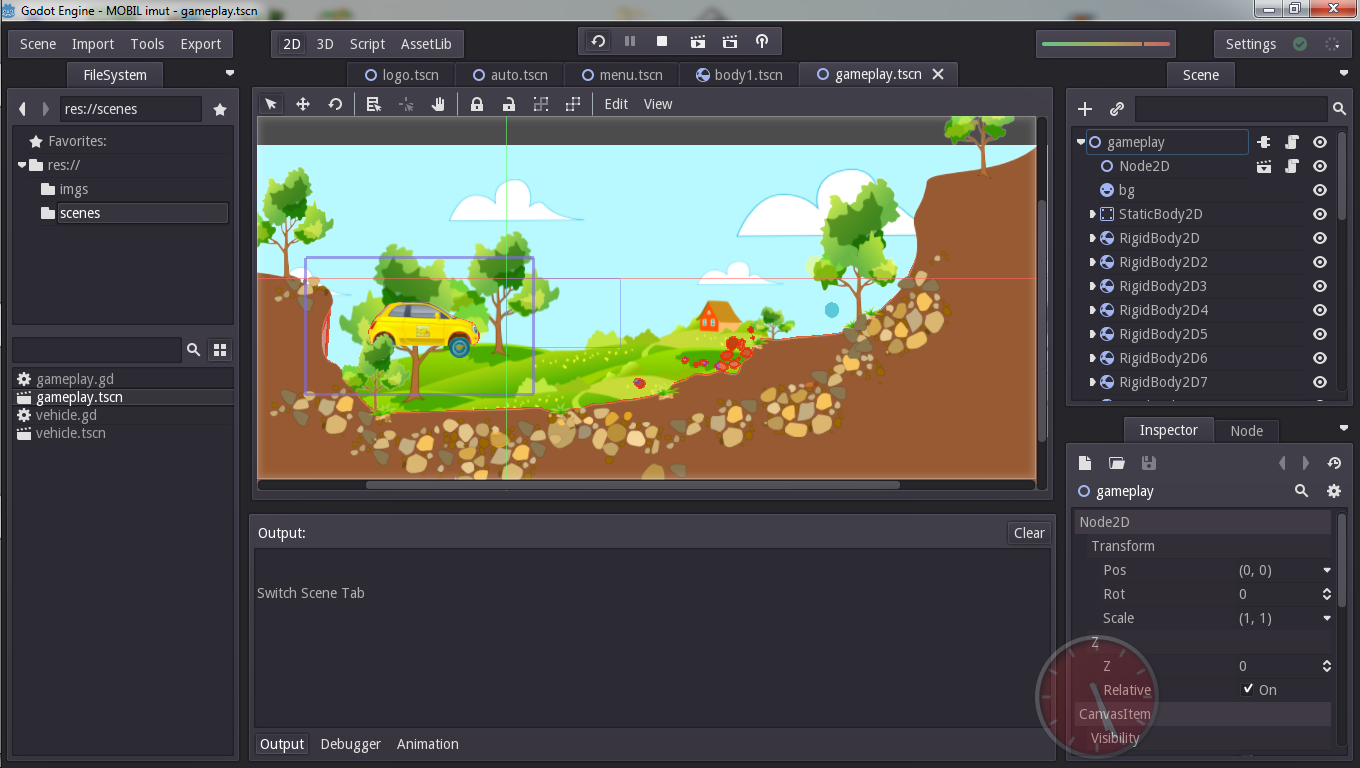 Godot Engine - MOBIL imut - gameplay.tscn
Scene Import Tools Export
2D 3D Script AssetLib
Settings
FileSystem
logo.tscn
auto.tscn
menu.tscn
body1.tscn
gameplay.tscn
Scene
res://scenes
Edit View
Favorites:
res://
imgs
scenes
gameplay
Node2D
bg
StaticBody2D
RigidBody2D
RigidBody2D2
RigidBody2D3
RigidBody2D4
RigidBody2D5
RigidBody2D6
RigidBody2D7
gameplay.gd
gameplay.tscn
vehicle.gd
vehicle.tscn
Inspector Node
gameplay
Output:
Clear
Switch Scene Tab
Output Debugger Animation
Node2D
Transform
Pos (0, 0)
Rot 0
Scale (1, 1)
Z
Z 0
Relative On
CanvasItem
Visibility